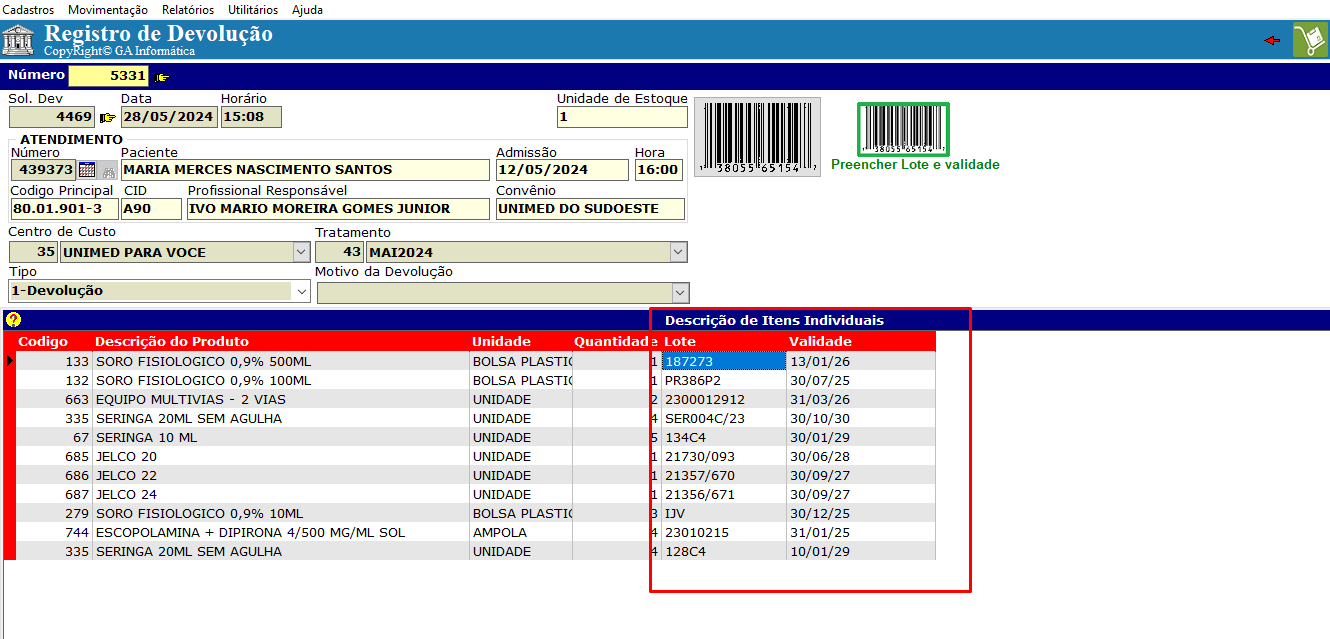 Cadastros Movimentação Relatórios Utilitários Ajuda
Registro de Devolução
CopyRight© GA Informática
Número 5331
Sol. Dev Data Horário Unidade de Estoque
4469 28/05/2024 15:08 1
38055 65154
38055 65154
Preencher Lote e validade
ATENDIMENTO
Número Paciente Admissão Hora
439373 MARIA MERCES NASCIMENTO SANTOS 12/05/2024 16:00
Codigo Principal CID Profissional Responsável Convênio
80.01.901-3 A90 IVO MARIO MOREIRA GOMES JUNIOR UNIMED DO SUDOESTE
Centro de Custo Tratamento
35 UNIMED PARA VOCE 43 MAI2024
Tipo Motivo da Devolução
1-Devolução
? Descrição de Itens Individuais
Codigo Descrição do Produto Unidade Quantidade Lote Validade
133 SORO FISIOLOGICO 0,9% 500ML BOLSA PLASTIC 1 187273 13/01/26
132 SORO FISIOLOGICO 0,9% 100ML BOLSA PLASTIC 1 PR386P2 30/07/25
663 EQUIPO MULTIVIAS - 2 VIAS UNIDADE 2 2300012912 31/03/26
335 SERINGA 20ML SEM AGULHA UNIDADE 4 SER004C/23 30/10/30
67 SERINGA 10 ML UNIDADE 5 134C4 30/01/29
685 JELCO 20 UNIDADE 1 21730/093 30/06/28
686 JELCO 22 UNIDADE 1 21357/670 30/09/27
687 JELCO 24 UNIDADE 1 21356/671 30/09/27
279 SORO FISIOLOGICO 0,9% 10ML BOLSA PLASTIC 3 IJV 30/12/25
744 ESCOPOLAMINA + DIPIRONA 4/500 MG/ML SOL AMPOLA 4 23010215 31/01/25
335 SERINGA 20ML SEM AGULHA UNIDADE 4 128C4 10/01/29